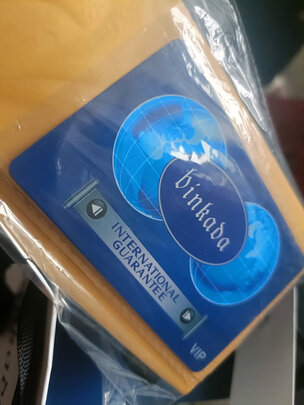 binkada
INTERNATIONAL
GUARANTEE
VIP